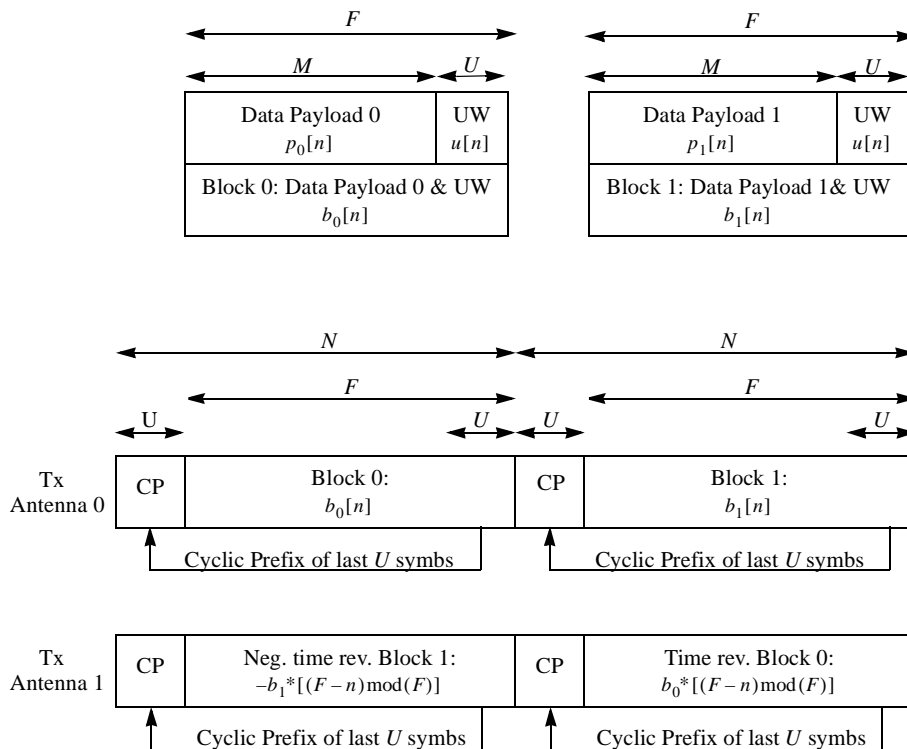 F
F
M
U
M
U
Data Payload 0
UW
Data Payload 1
UW
p0[n]
u[n]
p1[n]
u[n]
Block 0: Data Payload 0 & UW
Block 1: Data Payload 1& UW
b0[n]
b1[n]
N
N
F
F
U
U
U
U
Tx
Antenna 0
CP
Block 0:
b0[n]
CP
Block 1:
b1[n]
Cyclic Prefix of last U symbs
Cyclic Prefix of last U symbs
Tx
Antenna 1
CP
Neg. time rev. Block 1:
–b1*[(F – n)mod(F)]
CP
Time rev. Block 0:
b0*[(F – n)mod(F)]
Cyclic Prefix of last U symbs
Cyclic Prefix of last U symbs